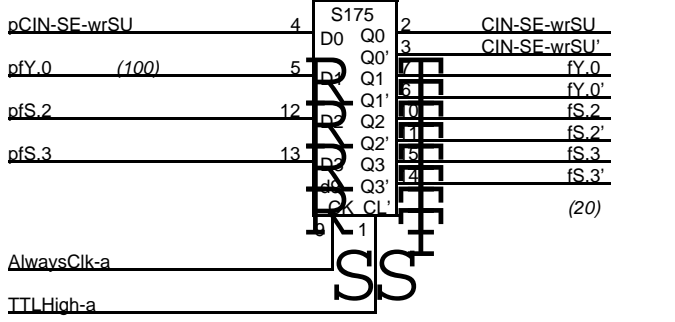 S175
pCIN-SE-wrSU 4 D0 Q0 2 CIN-SE-wrSU
Q0' 3 CIN-SE-wrSU'
pfY.0 (100) 5 D1 Q1 7 fY.0
Q1' 6 fY.0'
pfS.2 12 D2 Q2 10 fS.2
Q2' 11 fS.2'
pfS.3 13 D3 Q3 15 fS.3
Q3' 14 fS.3'
CK CL' (20)
9 1
AlwaysClk-a
SS
TTLHigh-a